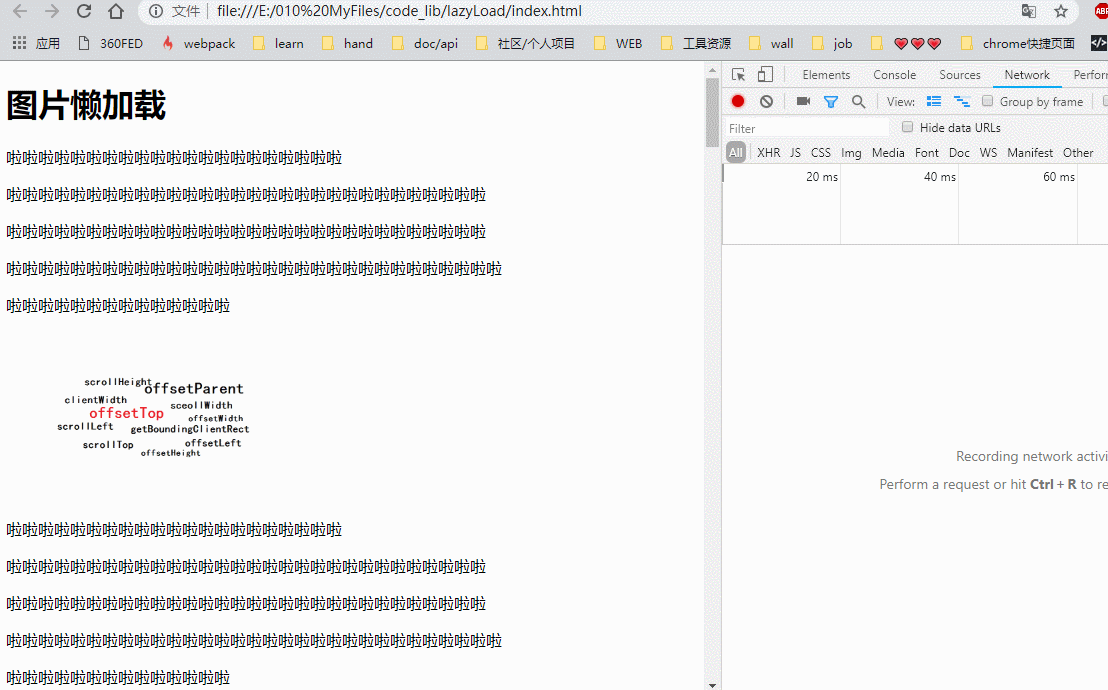 文件 file:///E:/010%20MyFiles/code_lib/lazyLoad/index.html ABP
应用 360FED webpack learn hand doc/api 社区/个人项目 WEB 工具资源 wall job chrome快捷页面 </>
Elements Console Sources Network Perfor
View: Group by frame
Filter Hide data URLs
All XHR JS CSS Img Media Font Doc WS Manifest Other
20 ms 40 ms 60 ms
Recording network activi
Perform a request or hit Ctrl + R to re
图片懒加载
啦啦啦啦啦啦啦啦啦啦啦啦啦啦啦啦啦啦啦啦啦
啦啦啦啦啦啦啦啦啦啦啦啦啦啦啦啦啦啦啦啦啦啦啦啦啦啦啦啦啦啦
啦啦啦啦啦啦啦啦啦啦啦啦啦啦啦啦啦啦啦啦啦啦啦啦啦啦啦啦啦啦
啦啦啦啦啦啦啦啦啦啦啦啦啦啦啦啦啦啦啦啦啦啦啦啦啦啦啦啦啦啦啦
啦啦啦啦啦啦啦啦啦啦啦啦啦啦
scrollHeight offsetParent
clientWidth sceollWidth
offsetTop offsetWidth
scrollLeft getBoundingClientRect
scrollTop offsetLeft
offsetHeight
啦啦啦啦啦啦啦啦啦啦啦啦啦啦啦啦啦啦啦啦啦
啦啦啦啦啦啦啦啦啦啦啦啦啦啦啦啦啦啦啦啦啦啦啦啦啦啦啦啦啦啦
啦啦啦啦啦啦啦啦啦啦啦啦啦啦啦啦啦啦啦啦啦啦啦啦啦啦啦啦啦啦
啦啦啦啦啦啦啦啦啦啦啦啦啦啦啦啦啦啦啦啦啦啦啦啦啦啦啦啦啦啦啦
啦啦啦啦啦啦啦啦啦啦啦啦啦啦